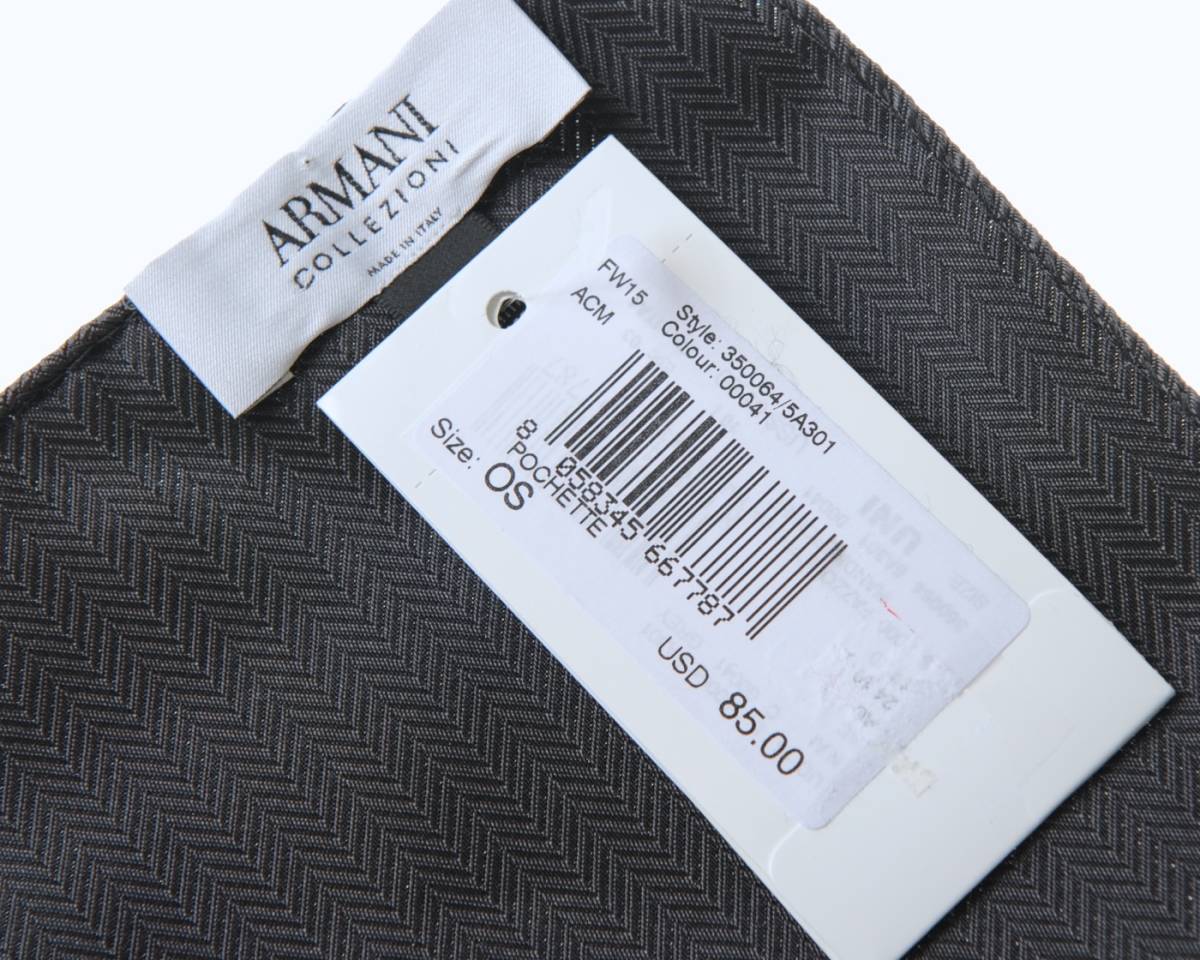 ARMANI
COLLEZIONI
MADE IN ITALY
FW15
ACM
Style: 350064/5A301
Colour: 00041
8 058345 667787
Size: OS
POCHETTE
USD 85.00
UNI